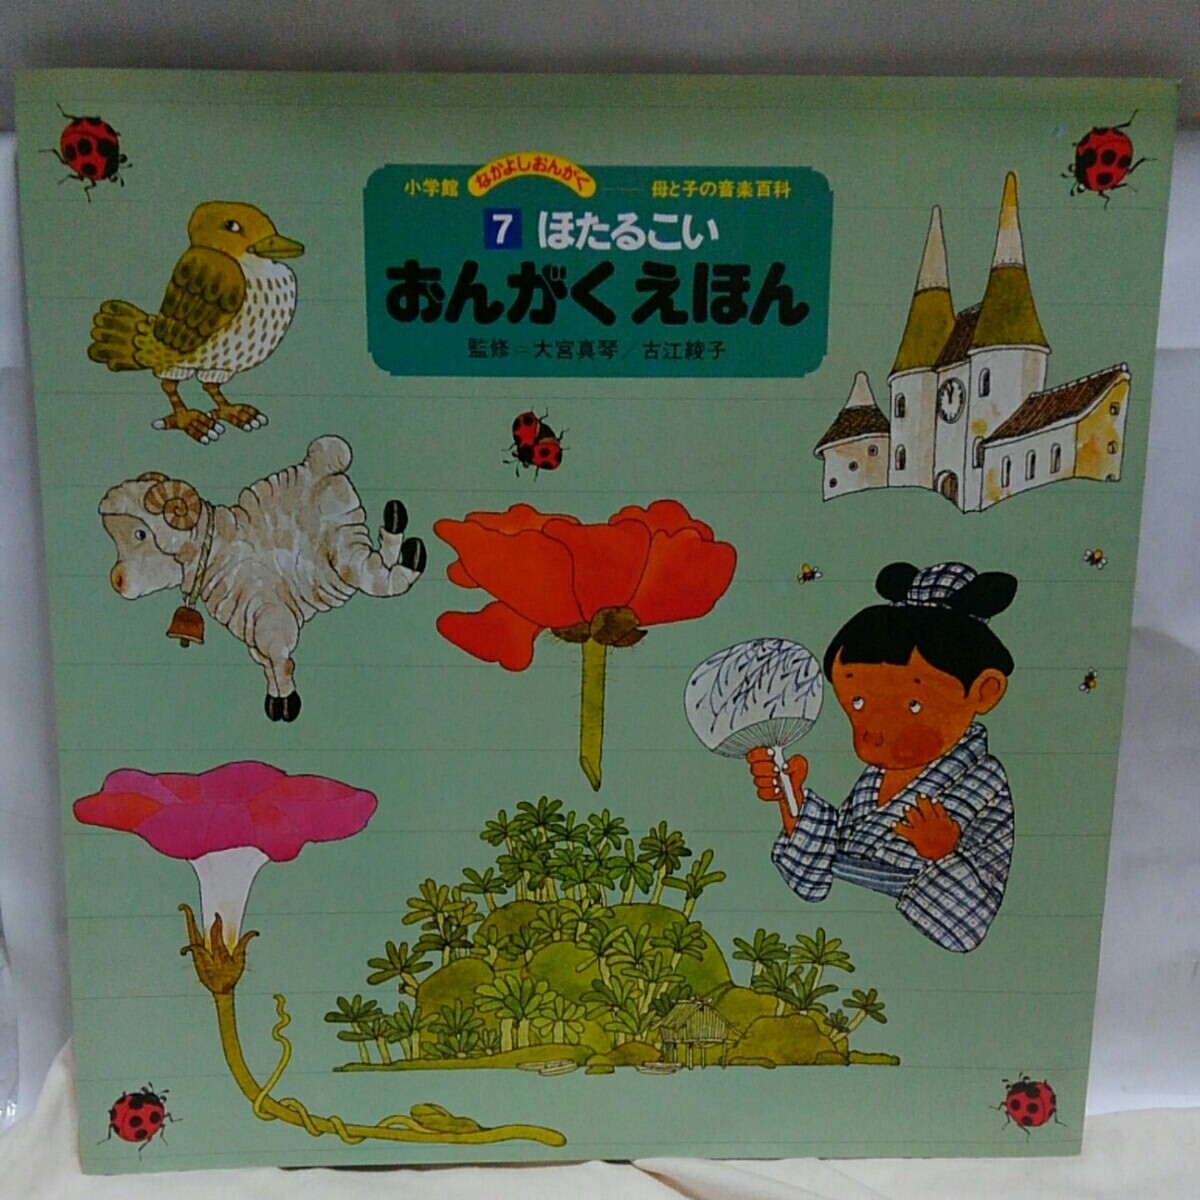 小学館 なかよしおんがく 母と子の音楽百科
7 ほたるこい
おんがくえほん
監修=大宮真琴/古江綾子